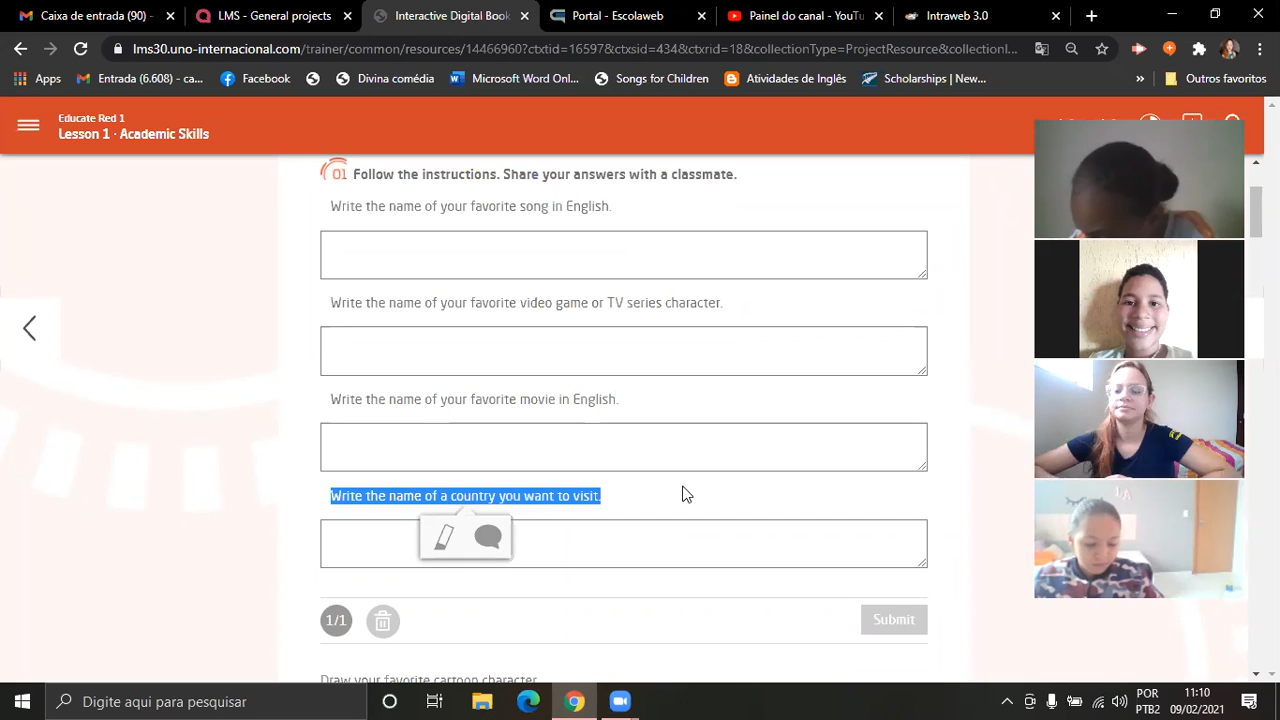 Caixa de entrada (90) -
LMS - General projects
Interactive Digital Book
Portal - Escolaweb
Painel do canal - YouTu
Intraweb 3.0
lms30.uno-internacional.com/trainer/common/resources/14466960?ctxtid=16597&ctxsid=434&ctxrid=18&collectionType=ProjectResource&collectionI...
Apps
Entrada (6.608) - ca...
Facebook
Divina comédia
Microsoft Word Onl...
Songs for Children
Atividades de Inglês
Scholarships | New...
»
Outros favoritos
Educate Red 1
Lesson 1 · Academic Skills
01 Follow the instructions. Share your answers with a classmate.
Write the name of your favorite song in English.
Write the name of your favorite video game or TV series character.
Write the name of your favorite movie in English.
Write the name of a country you want to visit.
1/1
Submit
Draw your favorite cartoon character
Digite aqui para pesquisar
POR
PTB2
11:10
09/02/2021